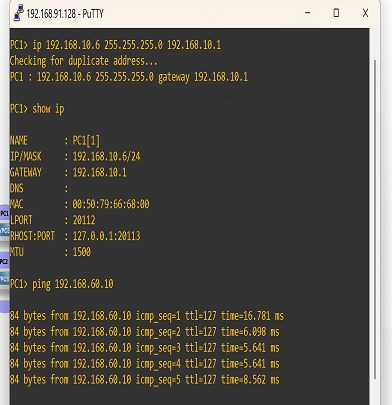 192.168.91.128 - PuTTY
PC1> ip 192.168.10.6 255.255.255.0 192.168.10.1
Checking for duplicate address...
PC1 : 192.168.10.6 255.255.255.0 gateway 192.168.10.1
PC1> show ip
NAME : PC1[1]
IP/MASK : 192.168.10.6/24
GATEWAY : 192.168.10.1
DNS :
MAC : 00:50:79:66:68:00
LPORT : 20112
RHOST:PORT : 127.0.0.1:20113
MTU : 1500
PC1> ping 192.168.60.10
84 bytes from 192.168.60.10 icmp_seq=1 ttl=127 time=16.781 ms
84 bytes from 192.168.60.10 icmp_seq=2 ttl=127 time=6.098 ms
84 bytes from 192.168.60.10 icmp_seq=3 ttl=127 time=5.641 ms
84 bytes from 192.168.60.10 icmp_seq=4 ttl=127 time=5.641 ms
84 bytes from 192.168.60.10 icmp_seq=5 ttl=127 time=8.562 ms
PC1
PC2